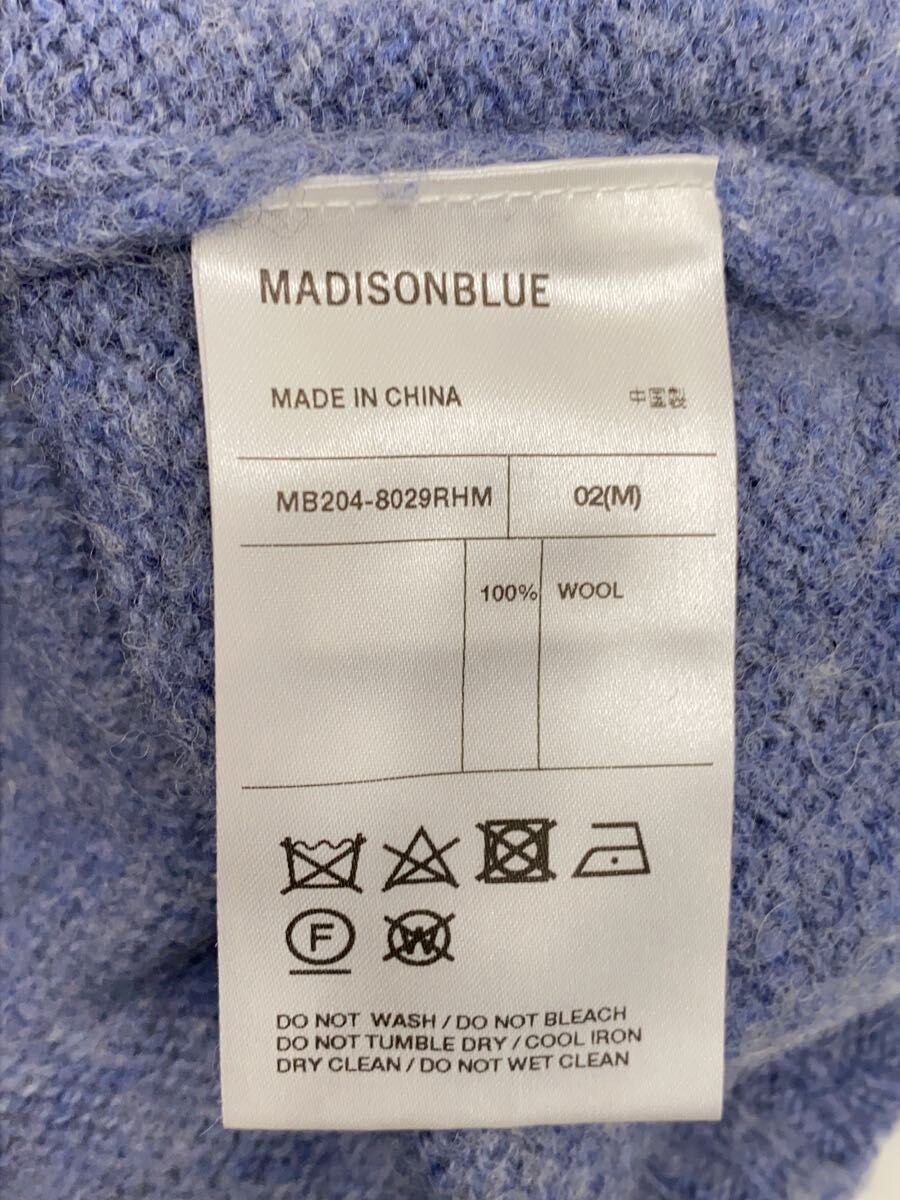 MADISONBLUE
MADE IN CHINA 中国製
MB204-8029RHM 02(M)
100% WOOL
F W
DO NOT WASH / DO NOT BLEACH
DO NOT TUMBLE DRY / COOL IRON
DRY CLEAN / DO NOT WET CLEAN